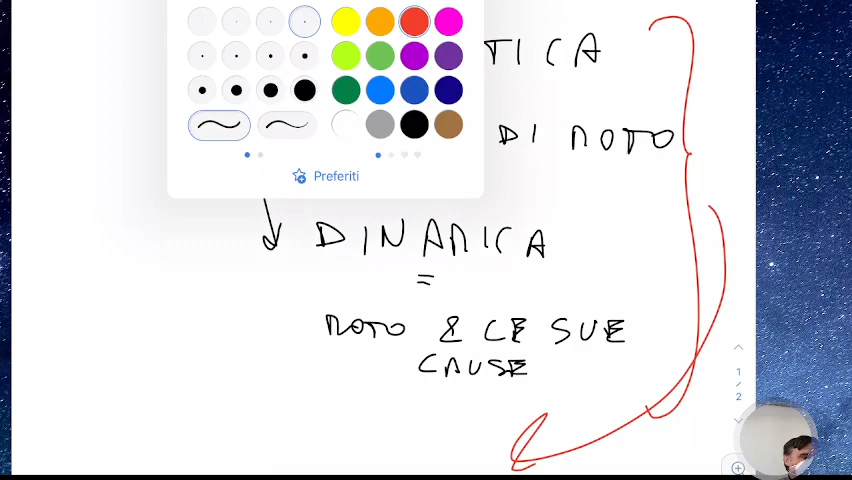 TICA
DI MOTO
Preferiti
DINAMICA
=
MOTO & LE SUE
CAUSE
1
/
2